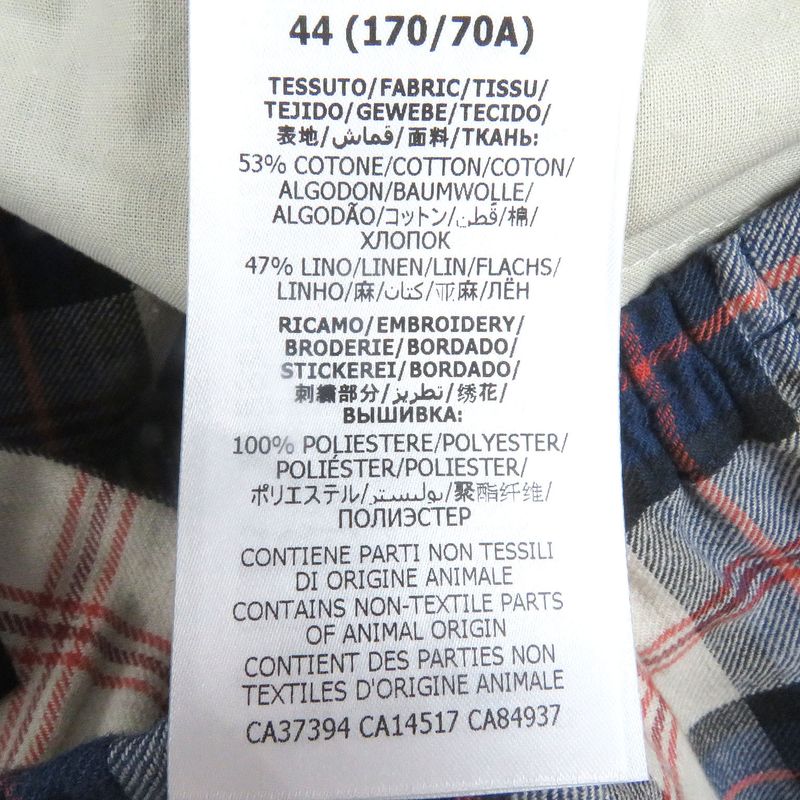 44 (170/70A)
TESSUTO/FABRIC/TISSU/
TEJIDO/GEWEBE/TECIDO/
表地/قماش/面料/ТКАНЬ:
53% COTONE/COTTON/COTON/
ALGODON/BAUMWOLLE/
ALGODÃO/コットン/قطن/棉/
ХЛОПОК
47% LINO/LINEN/LIN/FLACHS/
LINHO/麻/كتان/亚麻/ЛЁН
RICAMO/EMBROIDERY/
BRODERIE/BORDADO/
STICKEREI/BORDADO/
刺繍部分/تطريز/绣花/
ВЫШИВКА:
100% POLIESTERE/POLYESTER/
POLIÉSTER/POLIESTER/
ポリエステル/بوليستر/聚酯纤维/
ПОЛИЭСТЕР
CONTIENE PARTI NON TESSILI
DI ORIGINE ANIMALE
CONTAINS NON-TEXTILE PARTS
OF ANIMAL ORIGIN
CONTIENT DES PARTIES NON
TEXTILES D'ORIGINE ANIMALE
CA37394 CA14517 CA84937